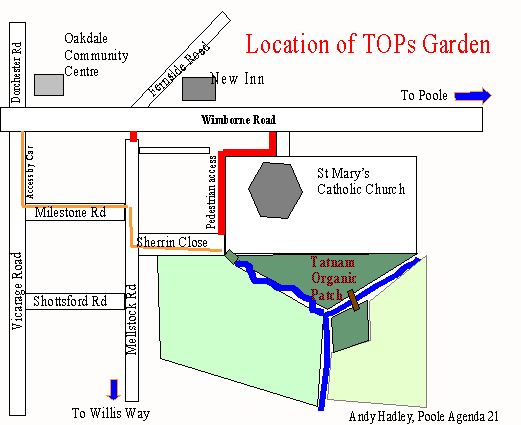 Location of TOPs Garden
Dorchester Rd
Oakdale
Community
Centre
Fernside Road
New Inn
To Poole
Wimborne Road
Access by Car
Pedestrian access
St Mary's
Catholic Church
Milestone Rd
Sherrin Close
Tatnam
Organic
Patch
Vicarage Road
Shottsford Rd
Mellstock Rd
To Willis Way
Andy Hadley, Poole Agenda 21